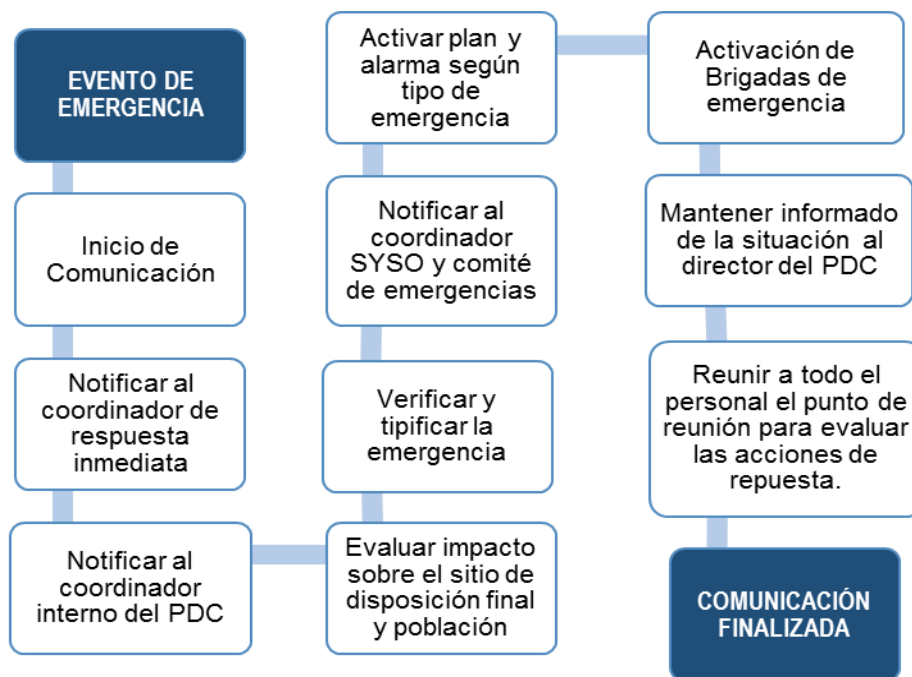 EVENTO DE
EMERGENCIA
Inicio de
Comunicación
Notificar al
coordinador de
respuesta
inmediata
Notificar al
coordinador
interno del PDC
Evaluar impacto
sobre el sitio de
disposición final
y población
Verificar y
tipificar la
emergencia
Notificar al
coordinador
SYSO y comité
de emergencias
Activar plan y
alarma según
tipo de
emergencia
Activación de
Brigadas de
emergencia
Mantener informado
de la situación al
director del PDC
Reunir a todo el
personal el punto de
reunión para evaluar
las acciones de
repuesta.
COMUNICACIÓN
FINALIZADA